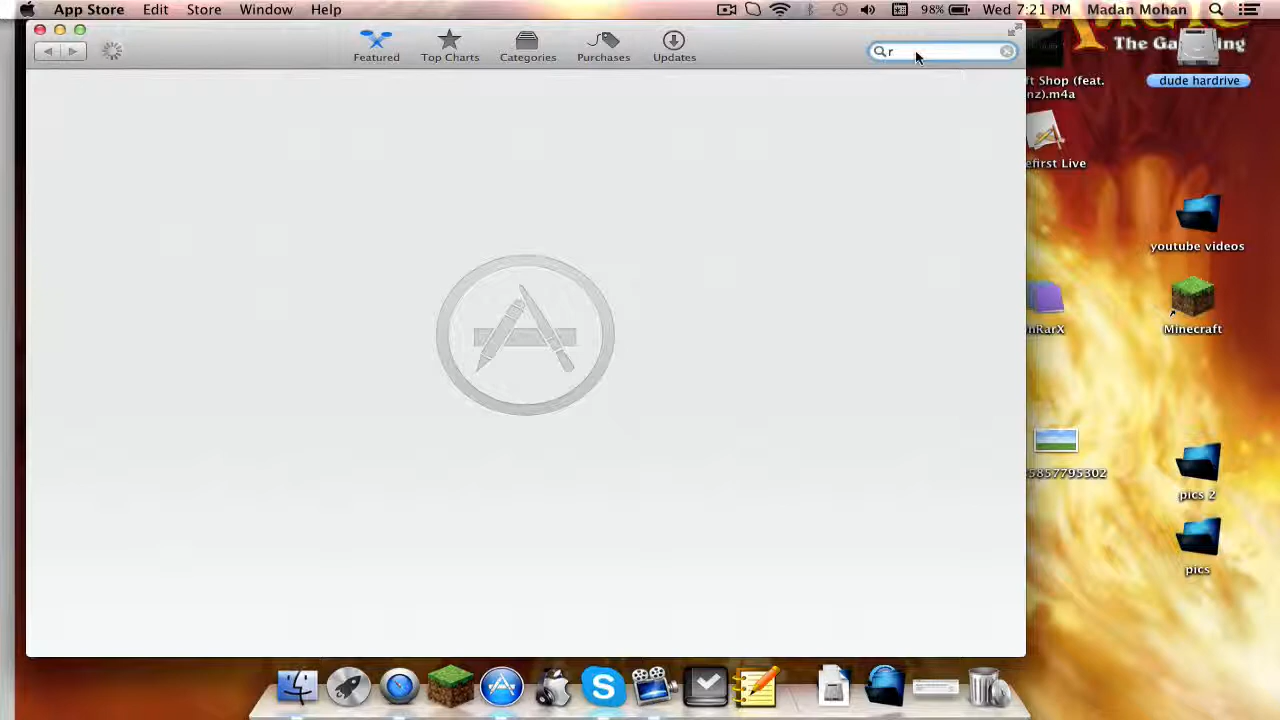 App Store Edit Store Window Help 98% Wed 7:21 PM Madan Mohan
The Gathering
Featured Top Charts Categories Purchases Updates
r
ft Shop (feat.
nz).m4a
dude hardrive
efirst Live
youtube videos
nRarX
Minecraft
5857795302
pics 2
pics